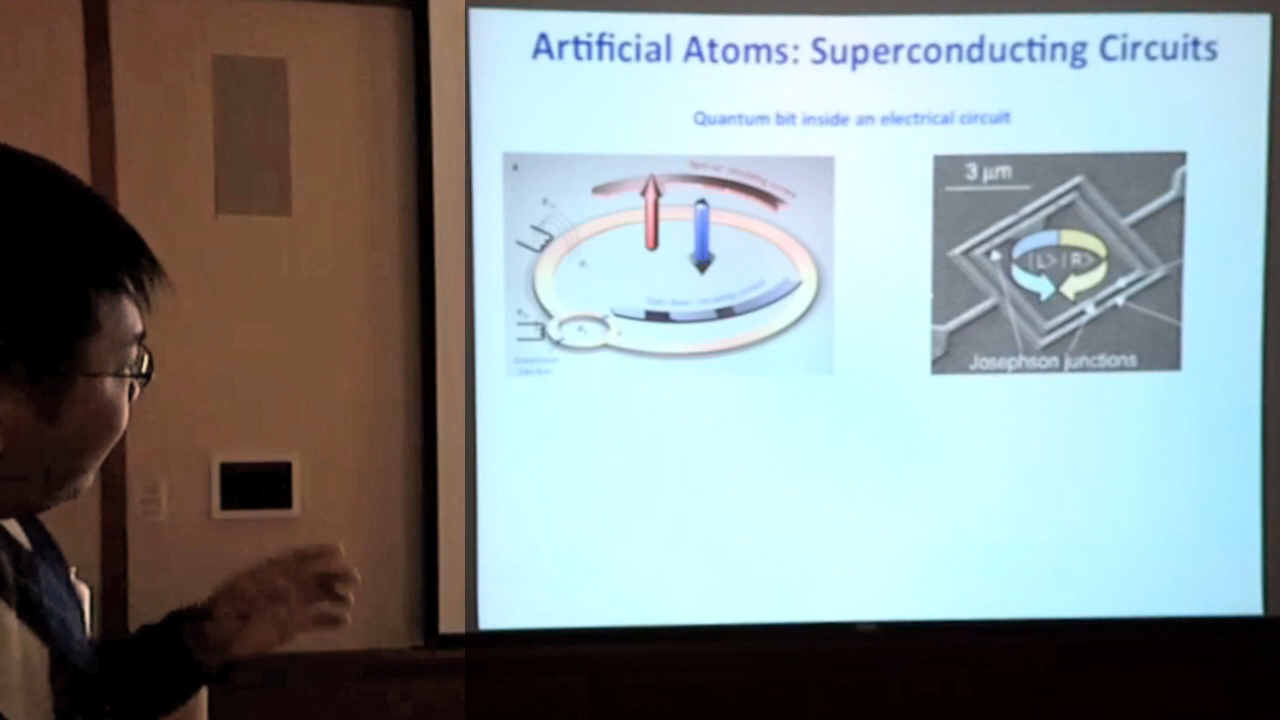 Artificial Atoms: Superconducting Circuits
Quantum bit inside an electrical circuit
3 μm
|L>|R>
Josephson junctions